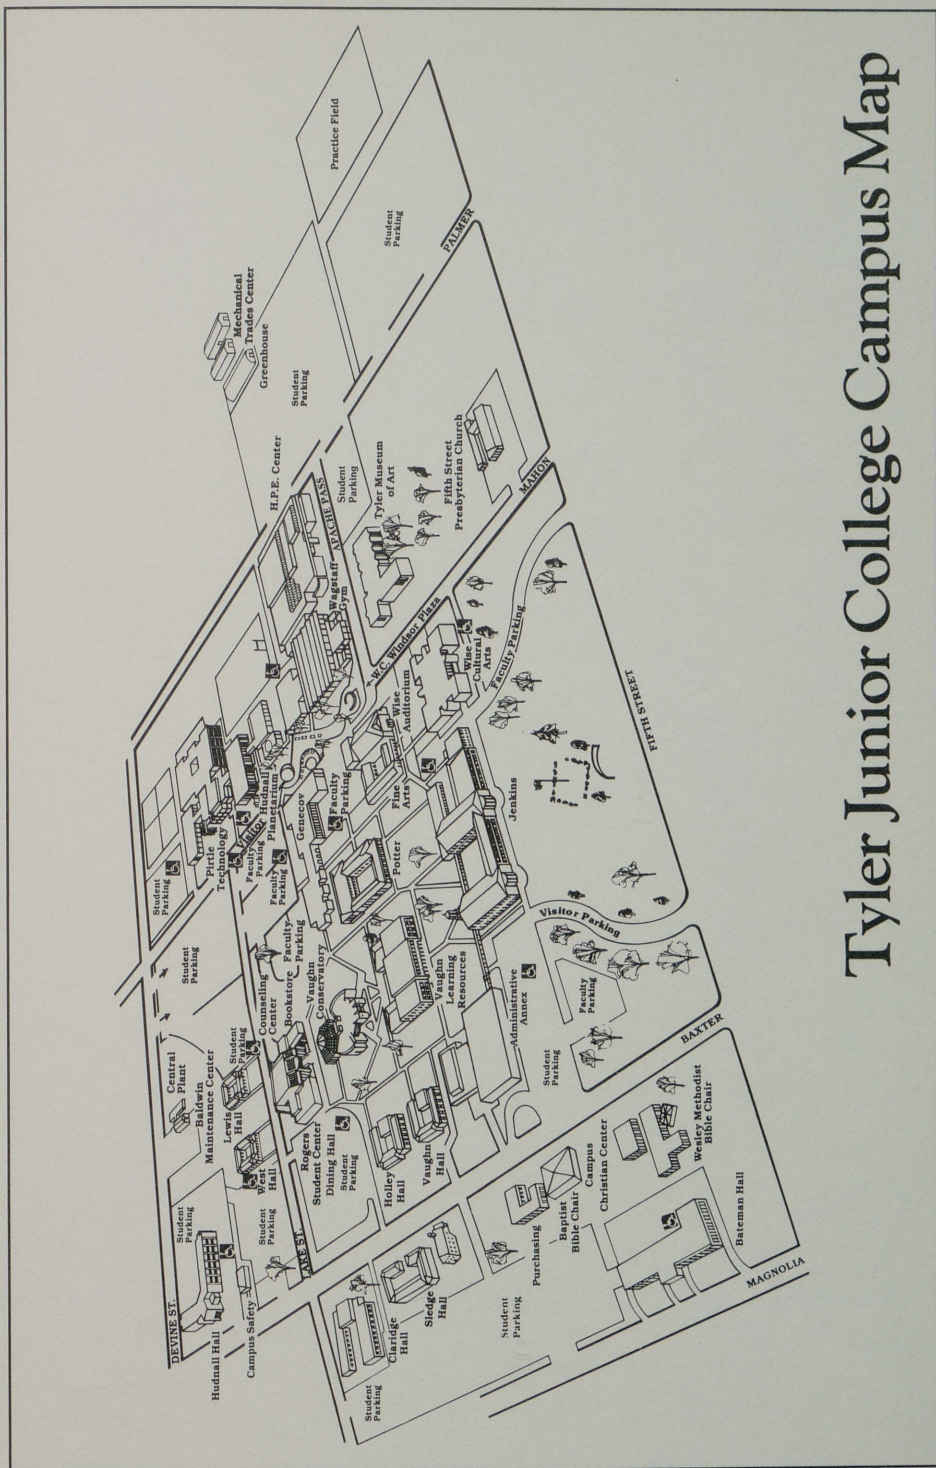 Tyler Junior College Campus Map
DEVINE ST.
Hudnall Hall
Campus Safety
Student
Parking
Student
Parking
West
Hall
Lewis
Hall
Baldwin
Maintenance Center
Central
Plant
Student
Parking
Student
Parking
Student
Parking
Pirtle
Technology
Visitor
Faculty
Parking
Faculty
Parking
Hudnall
Planetarium
Genecov
Faculty
Parking
Counseling
Center
Bookstore
Faculty
Parking
Vaughn
Conservatory
Rogers
Student Center
Dining Hall
Student
Parking
LAKE ST.
Holley
Hall
Vaughn
Hall
Vaughn
Learning
Resources
Potter
Fine
Arts
Wise
Auditorium
W.C. Windsor Plaza
Wagstaff
Gym
APACHE PASS
H.P.E. Center
Student
Parking
Greenhouse
Mechanical
Trades Center
Practice Field
Student
Parking
PALMER
Student
Parking
Tyler Museum
of Art
Fifth Street
Presbyterian Church
MAHON
Wise
Cultural
Arts
Faculty Parking
FIFTH STREET
Jenkins
Visitor Parking
Administrative
Annex
Faculty
Parking
Student
Parking
BAXTER
Claridge
Hall
Sledge
Hall
Student
Parking
Student
Parking
Purchasing
Baptist
Bible Chair
Campus
Christian Center
Wesley Methodist
Bible Chair
Bateman Hall
MAGNOLIA